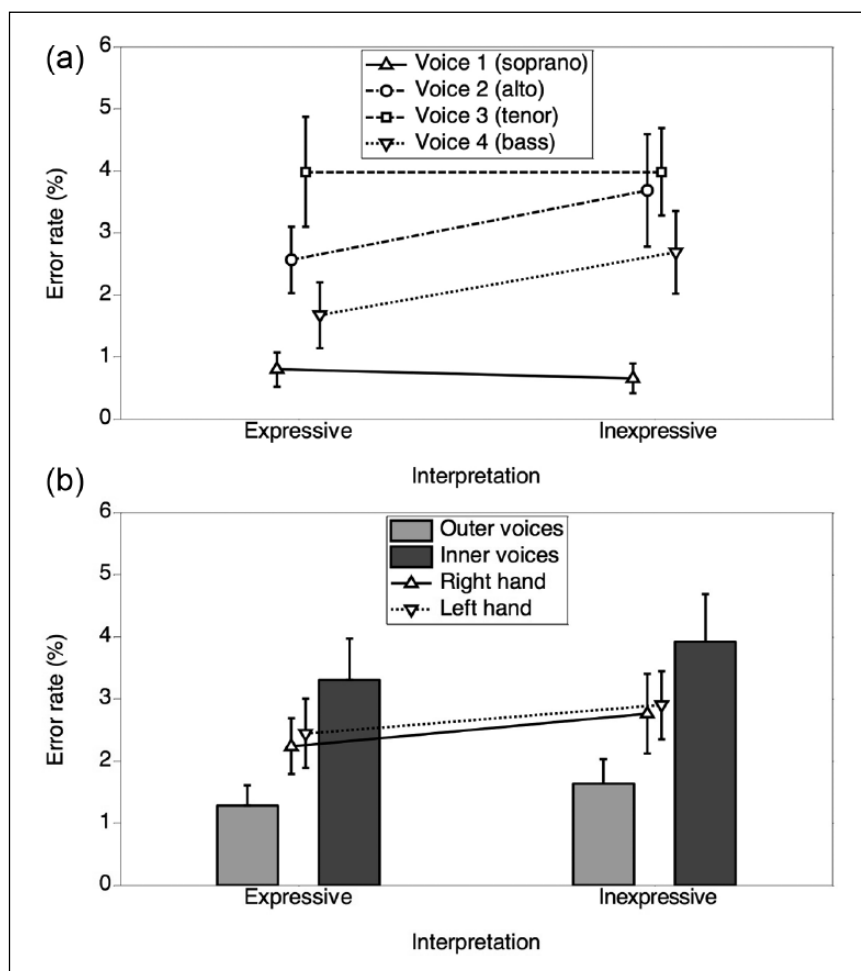 (a)
6
5
4
3
2
1
0
Error rate (%)
Voice 1 (soprano)
Voice 2 (alto)
Voice 3 (tenor)
Voice 4 (bass)
Expressive
Inexpressive
Interpretation
(b)
6
5
4
3
2
1
0
Error rate (%)
Outer voices
Inner voices
Right hand
Left hand
Expressive
Inexpressive
Interpretation